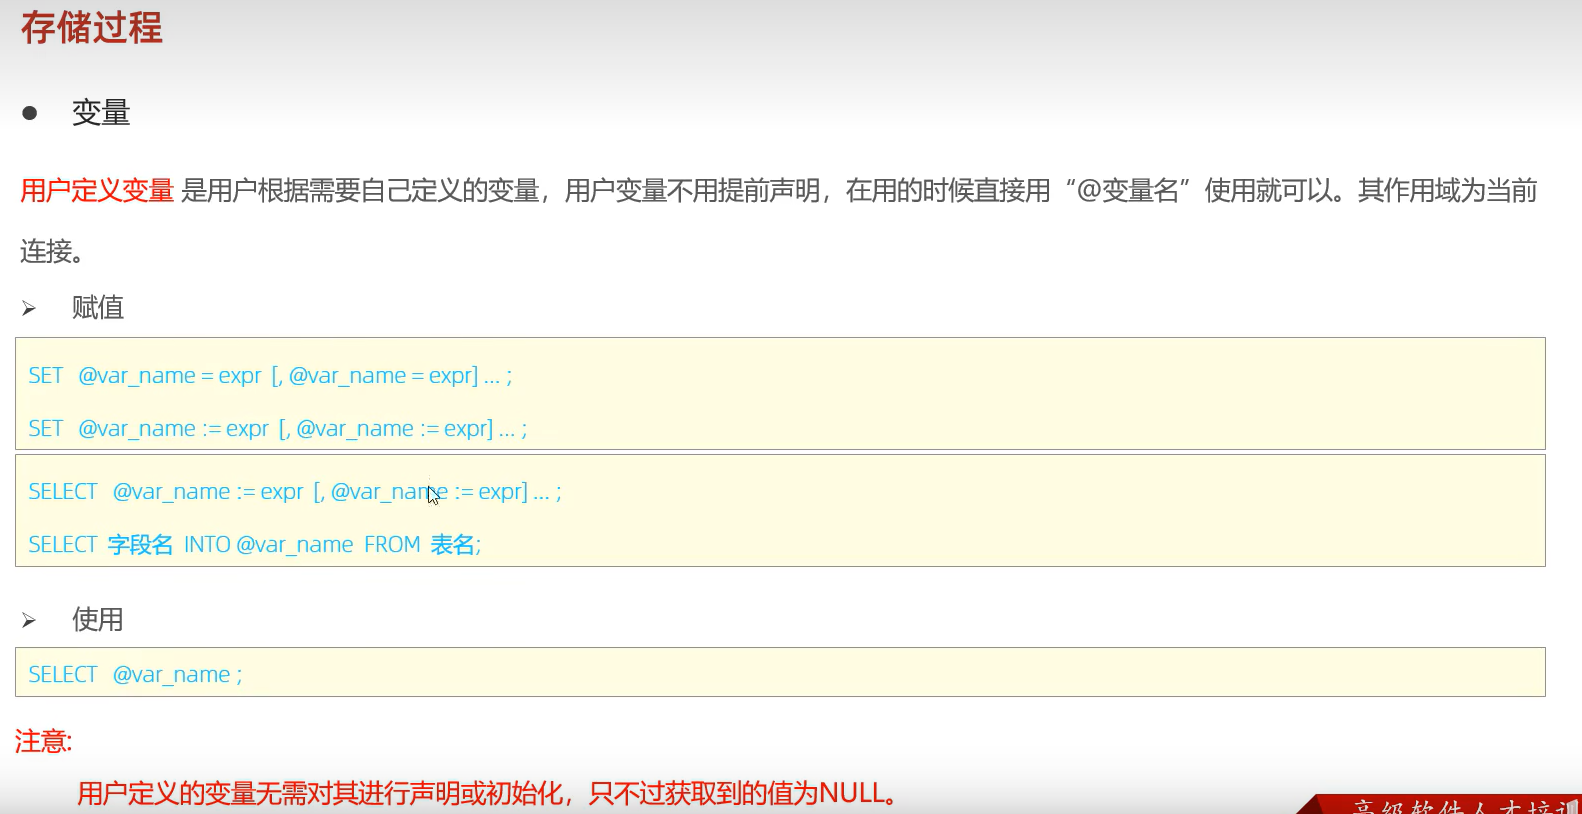 存储过程
● 变量
用户定义变量 是用户根据需要自己定义的变量，用户变量不用提前声明，在用的时候直接用“@变量名”使用就可以。其作用域为当前
连接。
➢ 赋值
SET @var_name = expr [, @var_name = expr] ... ;
SET @var_name := expr [, @var_name := expr] ... ;
SELECT @var_name := expr [, @var_name := expr] ... ;
SELECT 字段名 INTO @var_name FROM 表名;
➢ 使用
SELECT @var_name ;
注意:
用户定义的变量无需对其进行声明或初始化，只不过获取到的值为NULL。
高级软件人才培训